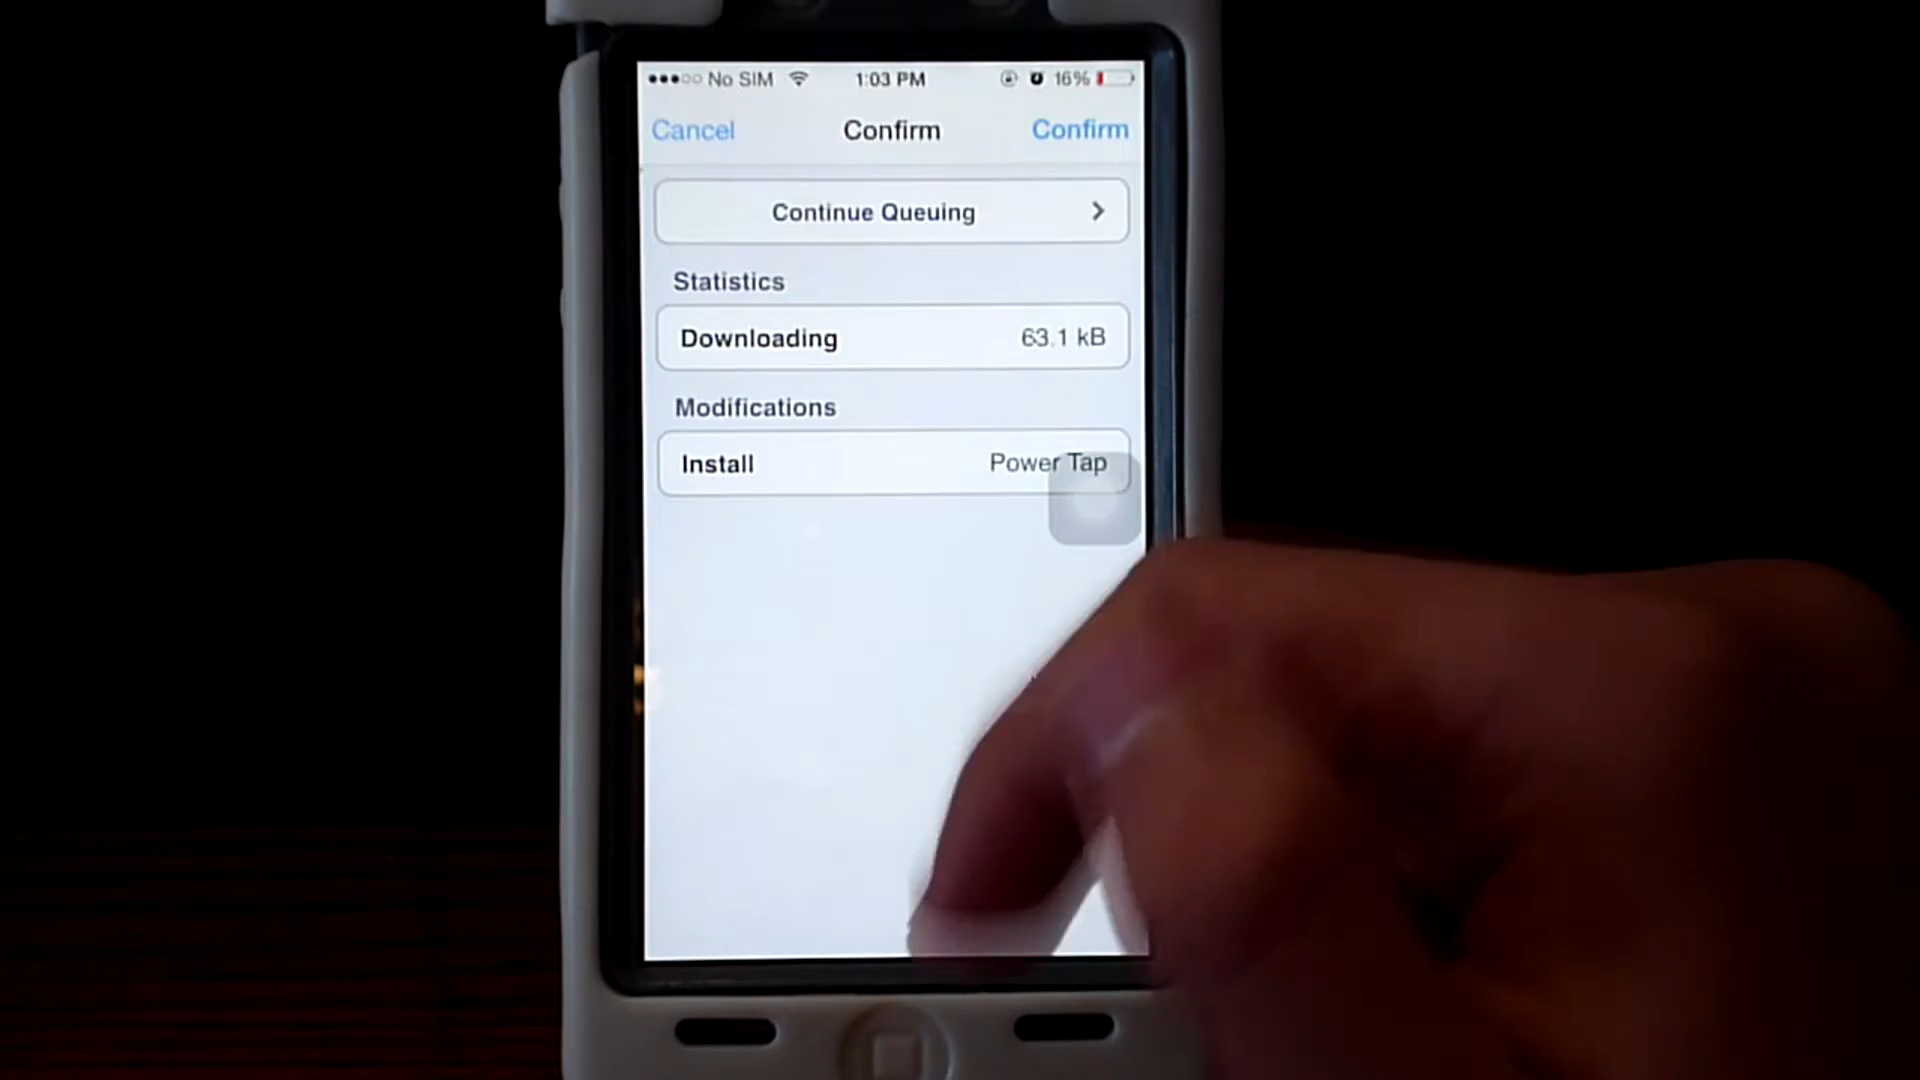 No SIM 1:03 PM 16%
Cancel Confirm Confirm
Continue Queuing
Statistics
Downloading 63.1 kB
Modifications
Install Power Tap